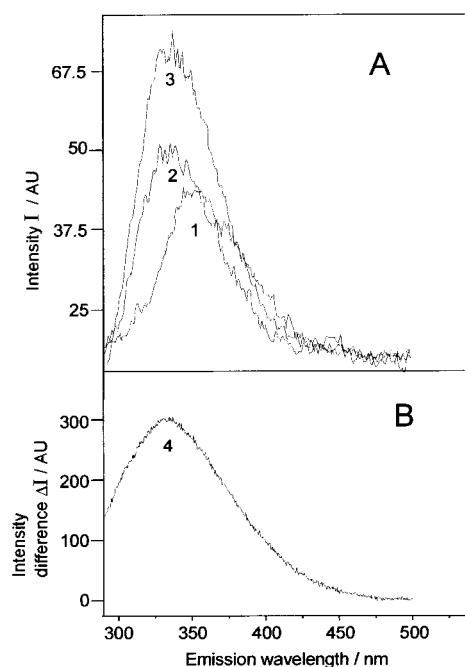 A
67.5
50
37.5
25
Intensity I / AU
3
2
1
B
300
200
100
0
Intensity
difference ΔI / AU
4
300
350
400
450
500
Emission wavelength / nm